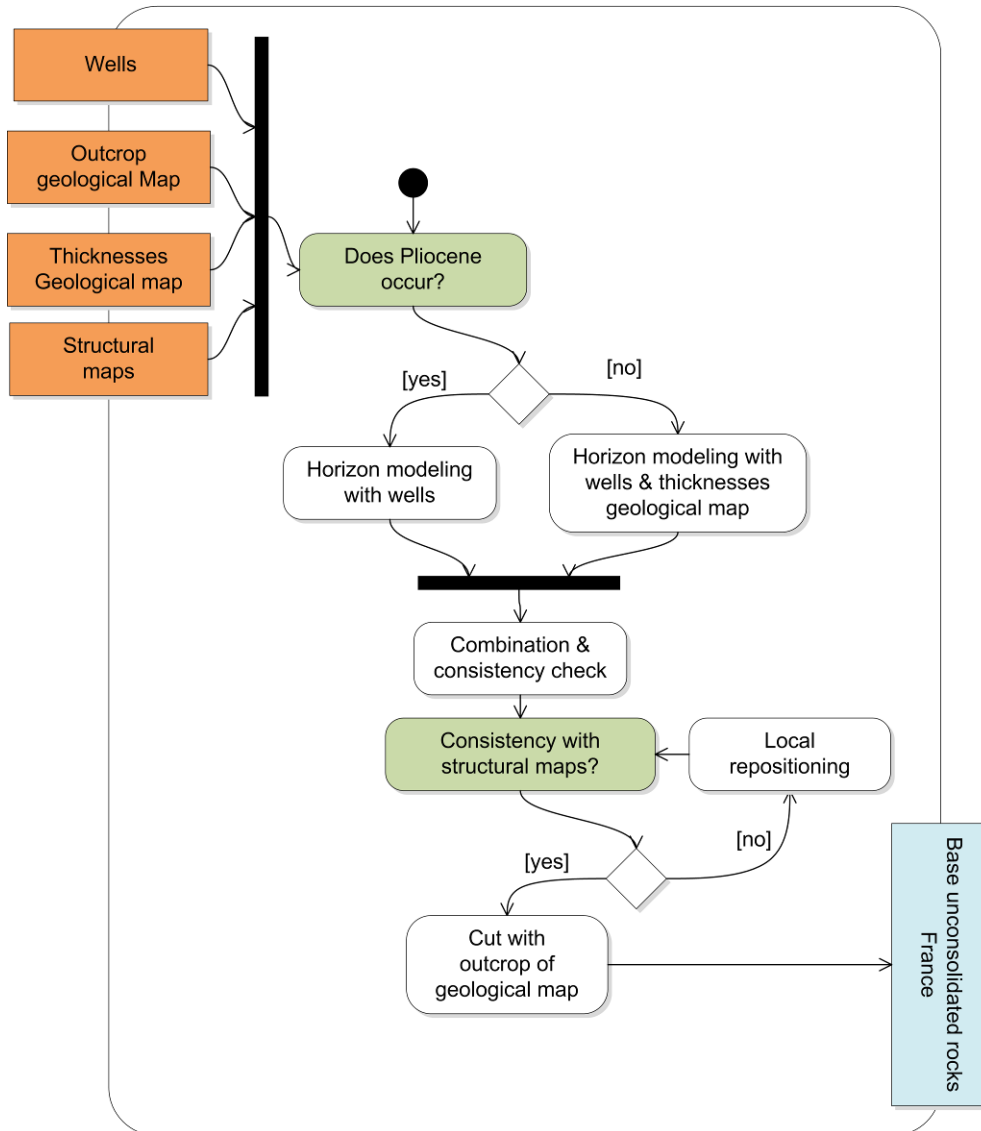 Wells
Outcrop
geological Map
Thicknesses
Geological map
Structural
maps
Does Pliocene
occur?
[yes]
[no]
Horizon modeling
with wells
Horizon modeling with
wells & thicknesses
geological map
Combination &
consistency check
Consistency with
structural maps?
Local
repositioning
[yes]
[no]
Cut with
outcrop of
geological map
Base unconsolidated rocks
France